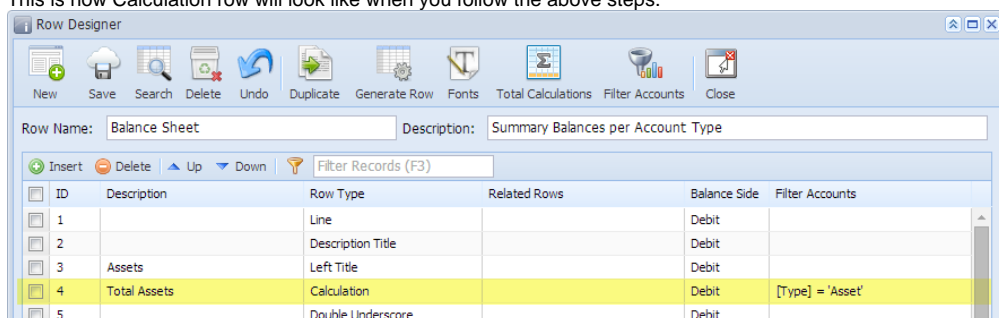 This is how Calculation row will look like when you follow the above steps.
Row Designer
New Save Search Delete Undo Duplicate Generate Row Fonts Total Calculations Filter Accounts Close
Row Name: Balance Sheet Description: Summary Balances per Account Type
Insert Delete Up Down Filter Records (F3)
ID Description Row Type Related Rows Balance Side Filter Accounts
1 Line Debit
2 Description Title Debit
3 Assets Left Title Debit
4 Total Assets Calculation Debit [Type] = 'Asset'
5 Double Underscore Debit